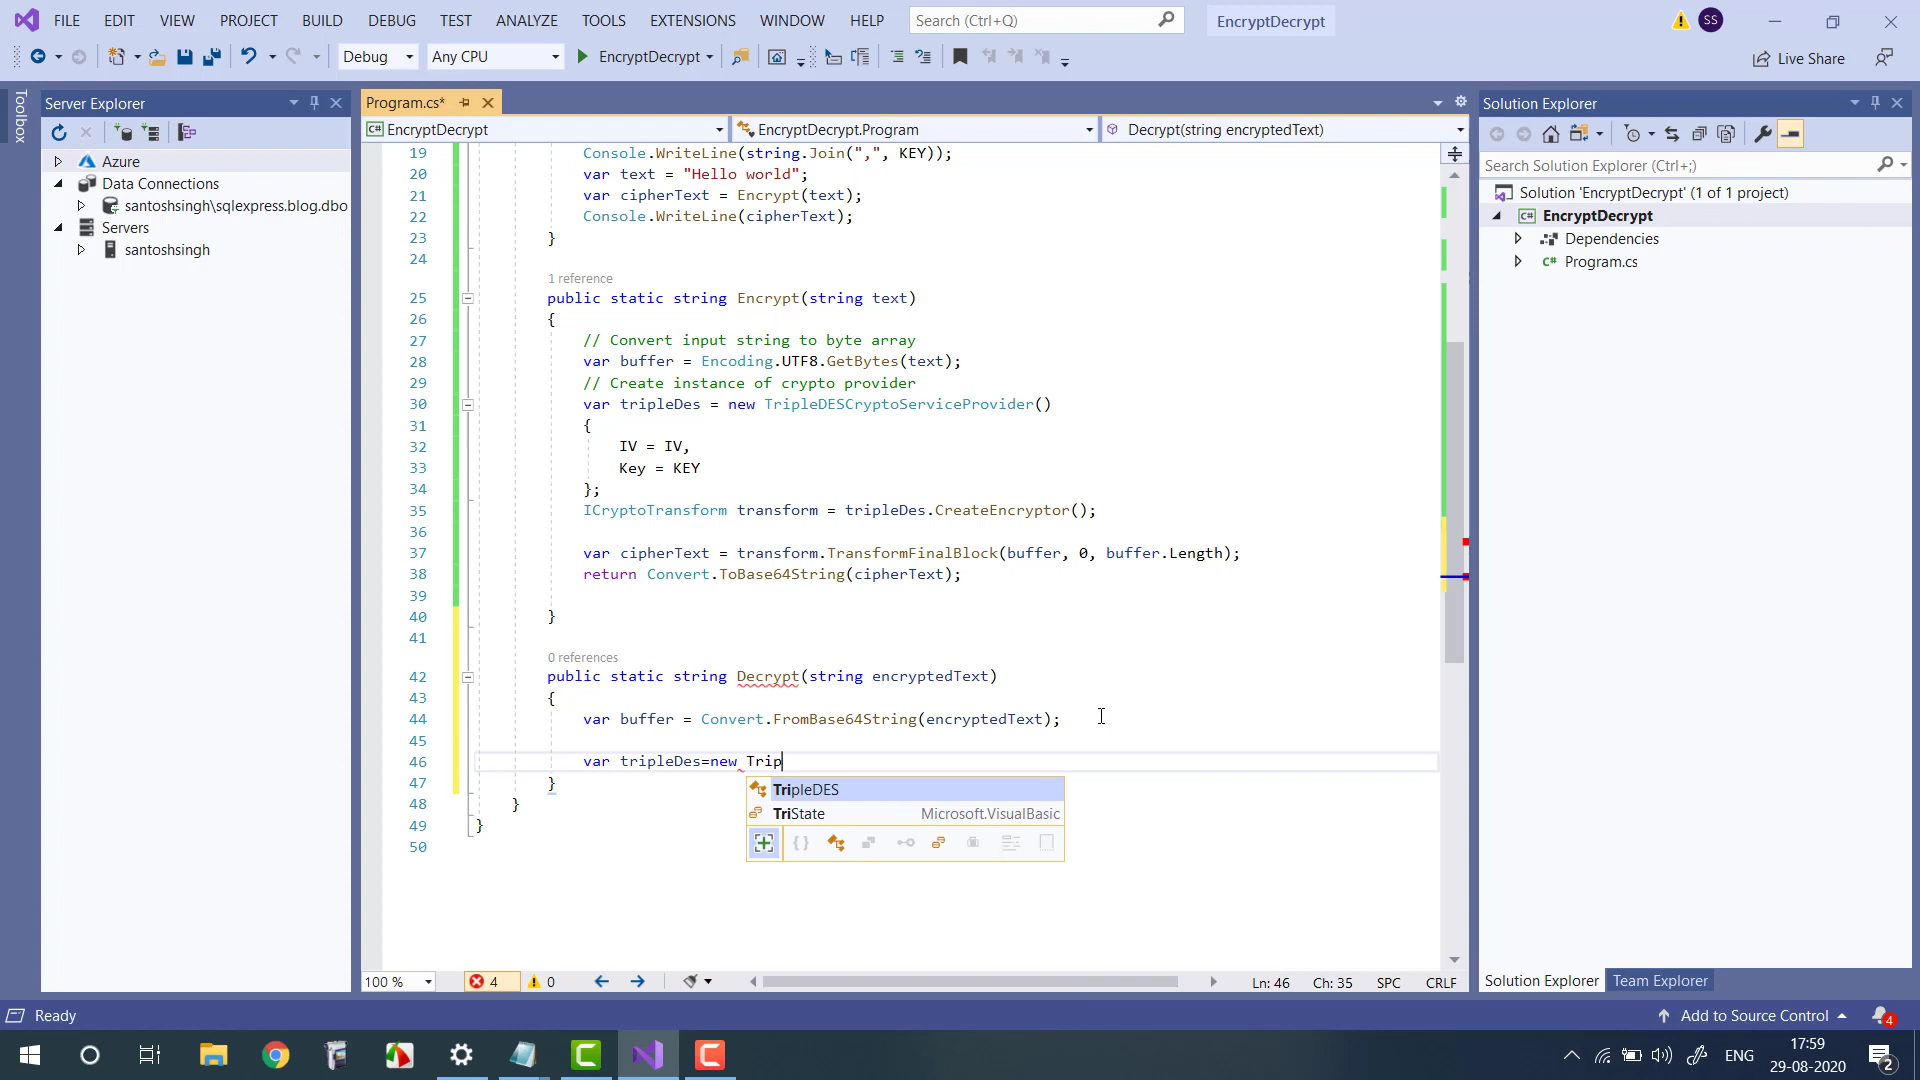 FILE EDIT VIEW PROJECT BUILD DEBUG TEST ANALYZE TOOLS EXTENSIONS WINDOW HELP Search (Ctrl+Q) EncryptDecrypt SS
Debug Any CPU EncryptDecrypt Live Share
Toolbox
Server Explorer
Azure
Data Connections
santoshsingh\sqlexpress.blog.dbo
Servers
santoshsingh
Program.cs*
C# EncryptDecrypt EncryptDecrypt.Program Decrypt(string encryptedText)
19 Console.WriteLine(string.Join(",", KEY));
20 var text = "Hello world";
21 var cipherText = Encrypt(text);
22 Console.WriteLine(cipherText);
23 }
24
1 reference
25 public static string Encrypt(string text)
26 {
27 // Convert input string to byte array
28 var buffer = Encoding.UTF8.GetBytes(text);
29 // Create instance of crypto provider
30 var tripleDes = new TripleDESCryptoServiceProvider()
31 {
32 IV = IV,
33 Key = KEY
34 };
35 ICryptoTransform transform = tripleDes.CreateEncryptor();
36
37 var cipherText = transform.TransformFinalBlock(buffer, 0, buffer.Length);
38 return Convert.ToBase64String(cipherText);
39
40 }
41
0 references
42 public static string Decrypt(string encryptedText)
43 {
44 var buffer = Convert.FromBase64String(encryptedText);
45
46 var tripleDes=new Trip
47 }
48 }
49 }
50
TripleDES
TriState Microsoft.VisualBasic
100 % 4 0 Ln: 46 Ch: 35 SPC CRLF
Solution Explorer
Search Solution Explorer (Ctrl+;)
Solution 'EncryptDecrypt' (1 of 1 project)
C# EncryptDecrypt
Dependencies
C# Program.cs
Solution Explorer Team Explorer
Ready Add to Source Control 4
ENG 17:59
29-08-2020 2